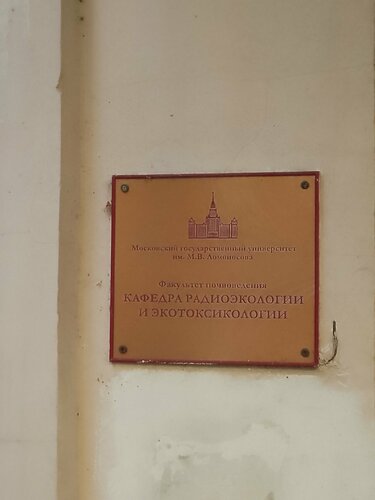 Московский государственный университет
им. М.В. Ломоносова
Факультет почвоведения
КАФЕДРА РАДИОЭКОЛОГИИ
И ЭКОТОКСИКОЛОГИИ